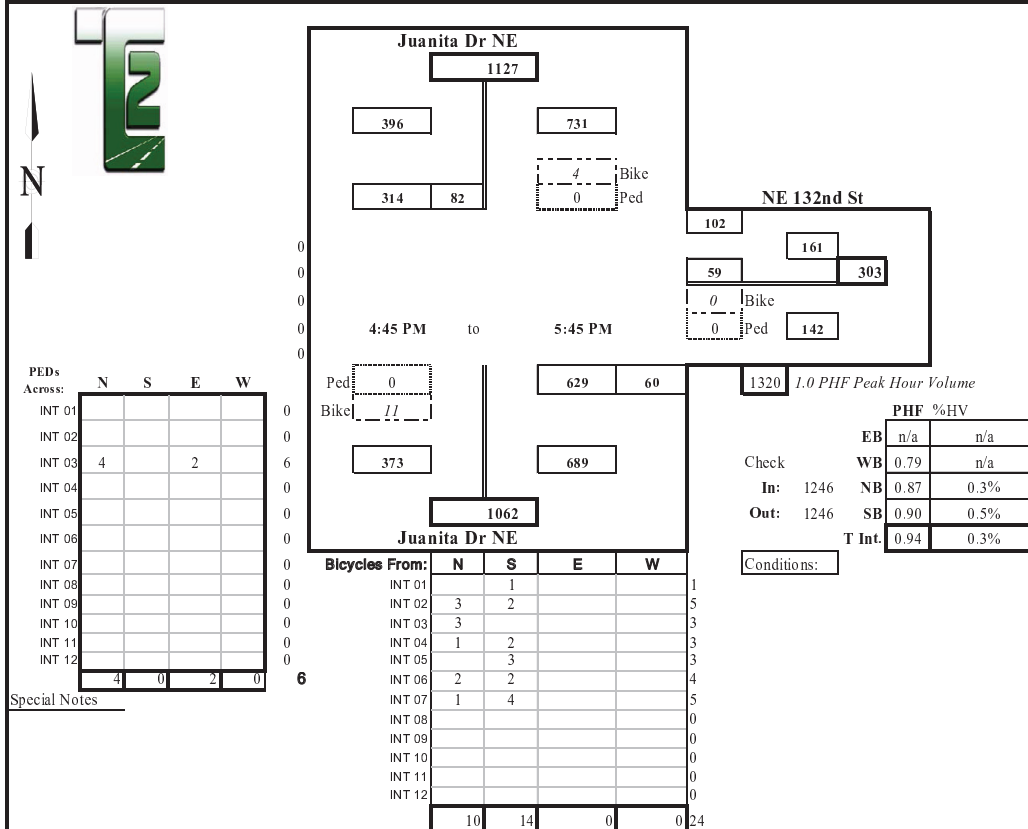 T2
Juanita Dr NE
1127
396 731
4 Bike
314 82 0 Ped
N
NE 132nd St
102
0 161
0 59 303
0 0 Bike
0 4:45 PM to 5:45 PM 0 Ped 142
0
Ped 0 629 60 1320 1.0 PHF Peak Hour Volume
Bike 11
373 689
1062
Juanita Dr NE
PHF %HV
EB n/a n/a
Check WB 0.79 n/a
In: 1246 NB 0.87 0.3%
Out: 1246 SB 0.90 0.5%
T Int. 0.94 0.3%
Conditions:
PEDs
Across: N S E W
INT 01 0
INT 02 0
INT 03 4 2 6
INT 04 0
INT 05 0
INT 06 0
INT 07 0
INT 08 0
INT 09 0
INT 10 0
INT 11 0
INT 12 0
4 0 2 0 6
Special Notes
Bicycles From: N S E W
INT 01 1 1
INT 02 3 2 5
INT 03 3 3
INT 04 1 2 3
INT 05 3 3
INT 06 2 2 4
INT 07 1 4 5
INT 08 0
INT 09 0
INT 10 0
INT 11 0
INT 12 0
10 14 0 0 24